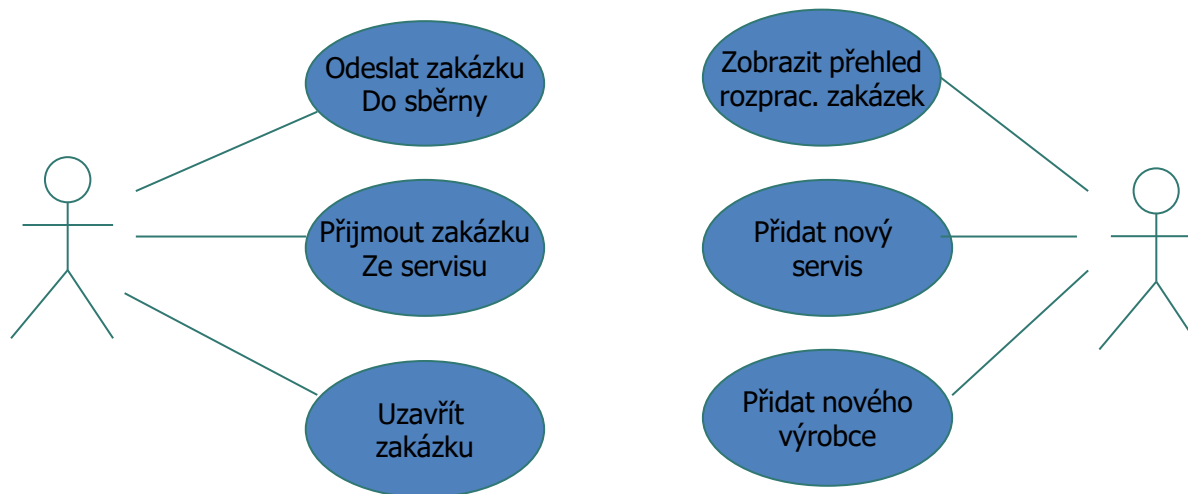 Odeslat zakázku
Do sběrny
Zobrazit přehled
rozprac. zakázek
Přijmout zakázku
Ze servisu
Přidat nový
servis
Uzavřít
zakázku
Přidat nového
výrobce